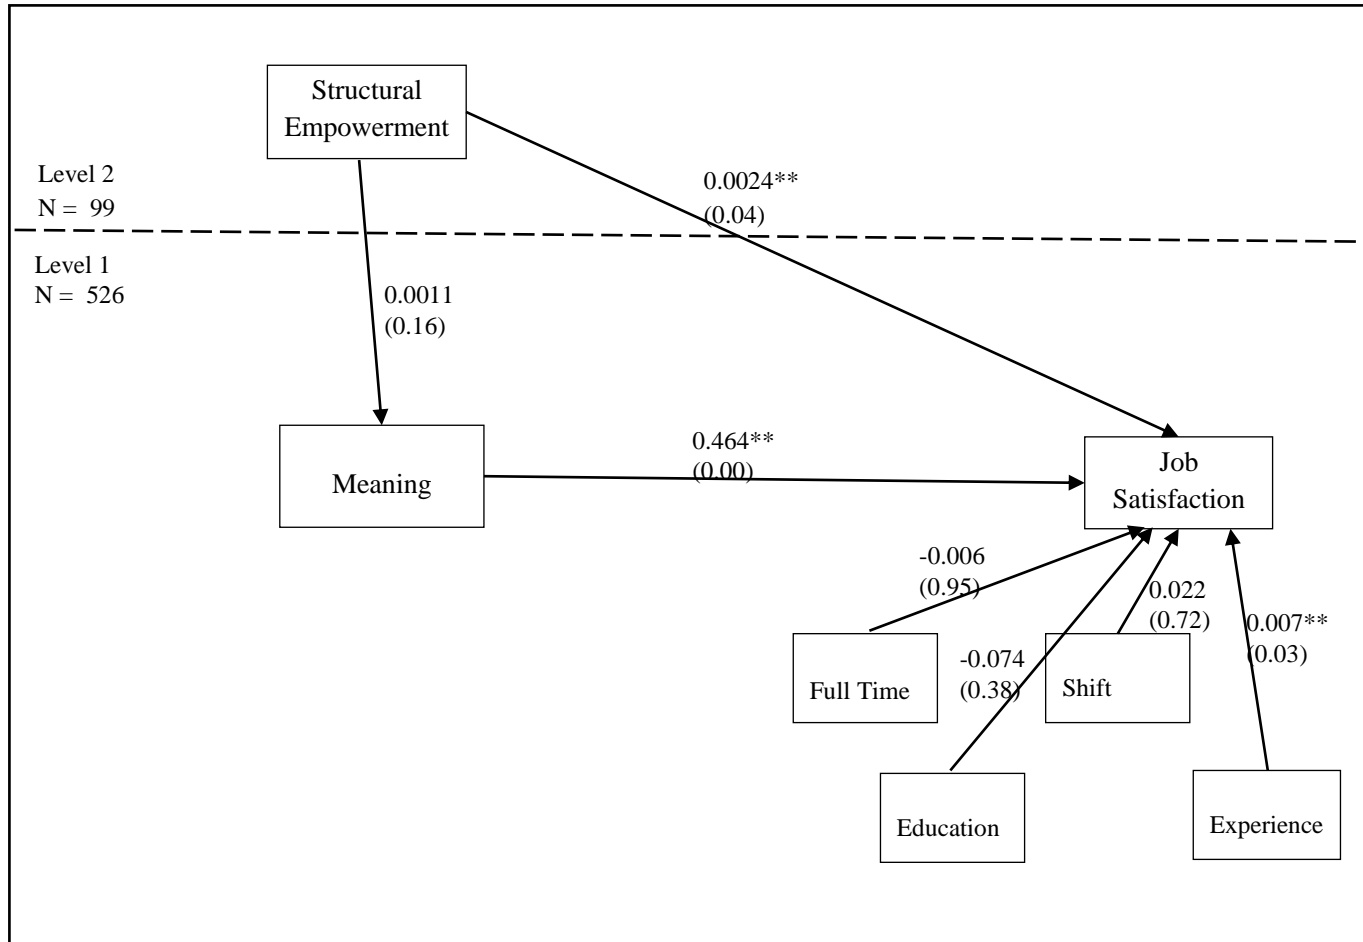 Structural
Empowerment
Level 2
N = 99
0.0024**
(0.04)
Level 1
N = 526
0.0011
(0.16)
Meaning
0.464**
(0.00)
Job
Satisfaction
-0.006
(0.95)
0.022
(0.72)
0.007**
(0.03)
-0.074
(0.38)
Full Time
Shift
Education
Experience